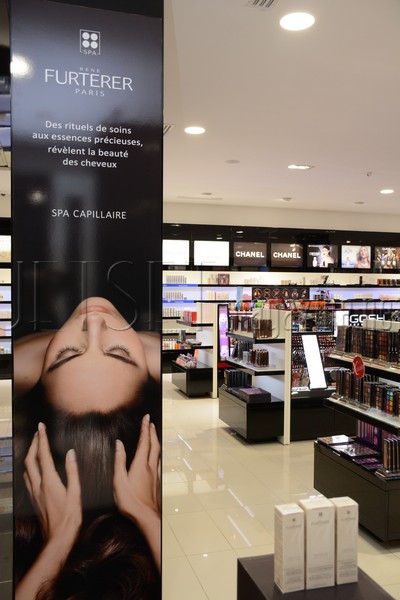 SPA
RENE
FURTERER
PARIS
Des rituels de soins
aux essences précieuses,
révèlent la beauté
des cheveux
SPA CAPILLAIRE
CHANEL CHANEL
GOSH